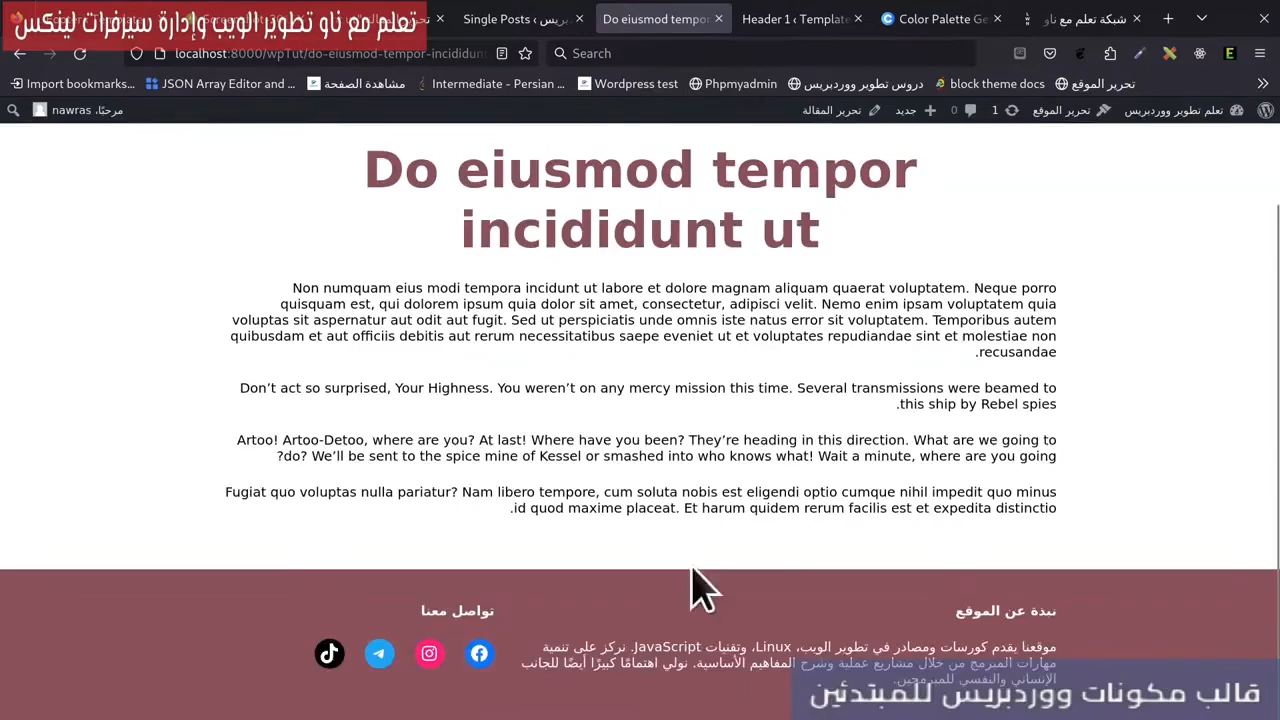 تعلم مع ناو تطوير الويب وإدارة سيرفرات لينكس
Single Posts ‹ دبريس
Do eiusmod tempor
Header 1 ‹ Template
Color Palette Ge
شبكة تعلم مع ناو
localhost:8000/wpTut/do-eiusmod-tempor-incididunt
Search
Import bookmarks...
JSON Array Editor and ...
مشاهدة الصفحة
Intermediate - Persian ...
Wordpress test
Phpmyadmin
دروس تطوير ووردبريس
block theme docs
تحرير الموقع
تعلم تطوير ووردبريس
تحرير الموقع
1
0
جديد
تحرير المقالة
مرحبًا، nawras
Do eiusmod tempor
incididunt ut
Non numquam eius modi tempora incidunt ut labore et dolore magnam aliquam quaerat voluptatem. Neque porro
quisquam est, qui dolorem ipsum quia dolor sit amet, consectetur, adipisci velit. Nemo enim ipsam voluptatem quia
voluptas sit aspernatur aut odit aut fugit. Sed ut perspiciatis unde omnis iste natus error sit voluptatem. Temporibus autem
quibusdam et aut officiis debitis aut rerum necessitatibus saepe eveniet ut et voluptates repudiandae sint et molestiae non
.recusandae
Don’t act so surprised, Your Highness. You weren’t on any mercy mission this time. Several transmissions were beamed to
.this ship by Rebel spies
Artoo! Artoo-Detoo, where are you? At last! Where have you been? They’re heading in this direction. What are we going to
?do? We’ll be sent to the spice mine of Kessel or smashed into who knows what! Wait a minute, where are you going
Fugiat quo voluptas nulla pariatur? Nam libero tempore, cum soluta nobis est eligendi optio cumque nihil impedit quo minus
.id quod maxime placeat. Et harum quidem rerum facilis est et expedita distinctio
نبذة عن الموقع
موقعنا يقدم كورسات ومصادر في تطوير الويب، Linux، وتقنيات JavaScript. نركز على تنمية
مهارات المبرمج من خلال مشاريع عملية وشرح المفاهيم الأساسية. نولي اهتمامًا كبيرًا أيضًا للجانب
الإنساني والنفسي للمبرمجين.
تواصل معنا
قالب مكونات ووردبريس للمبتدئين